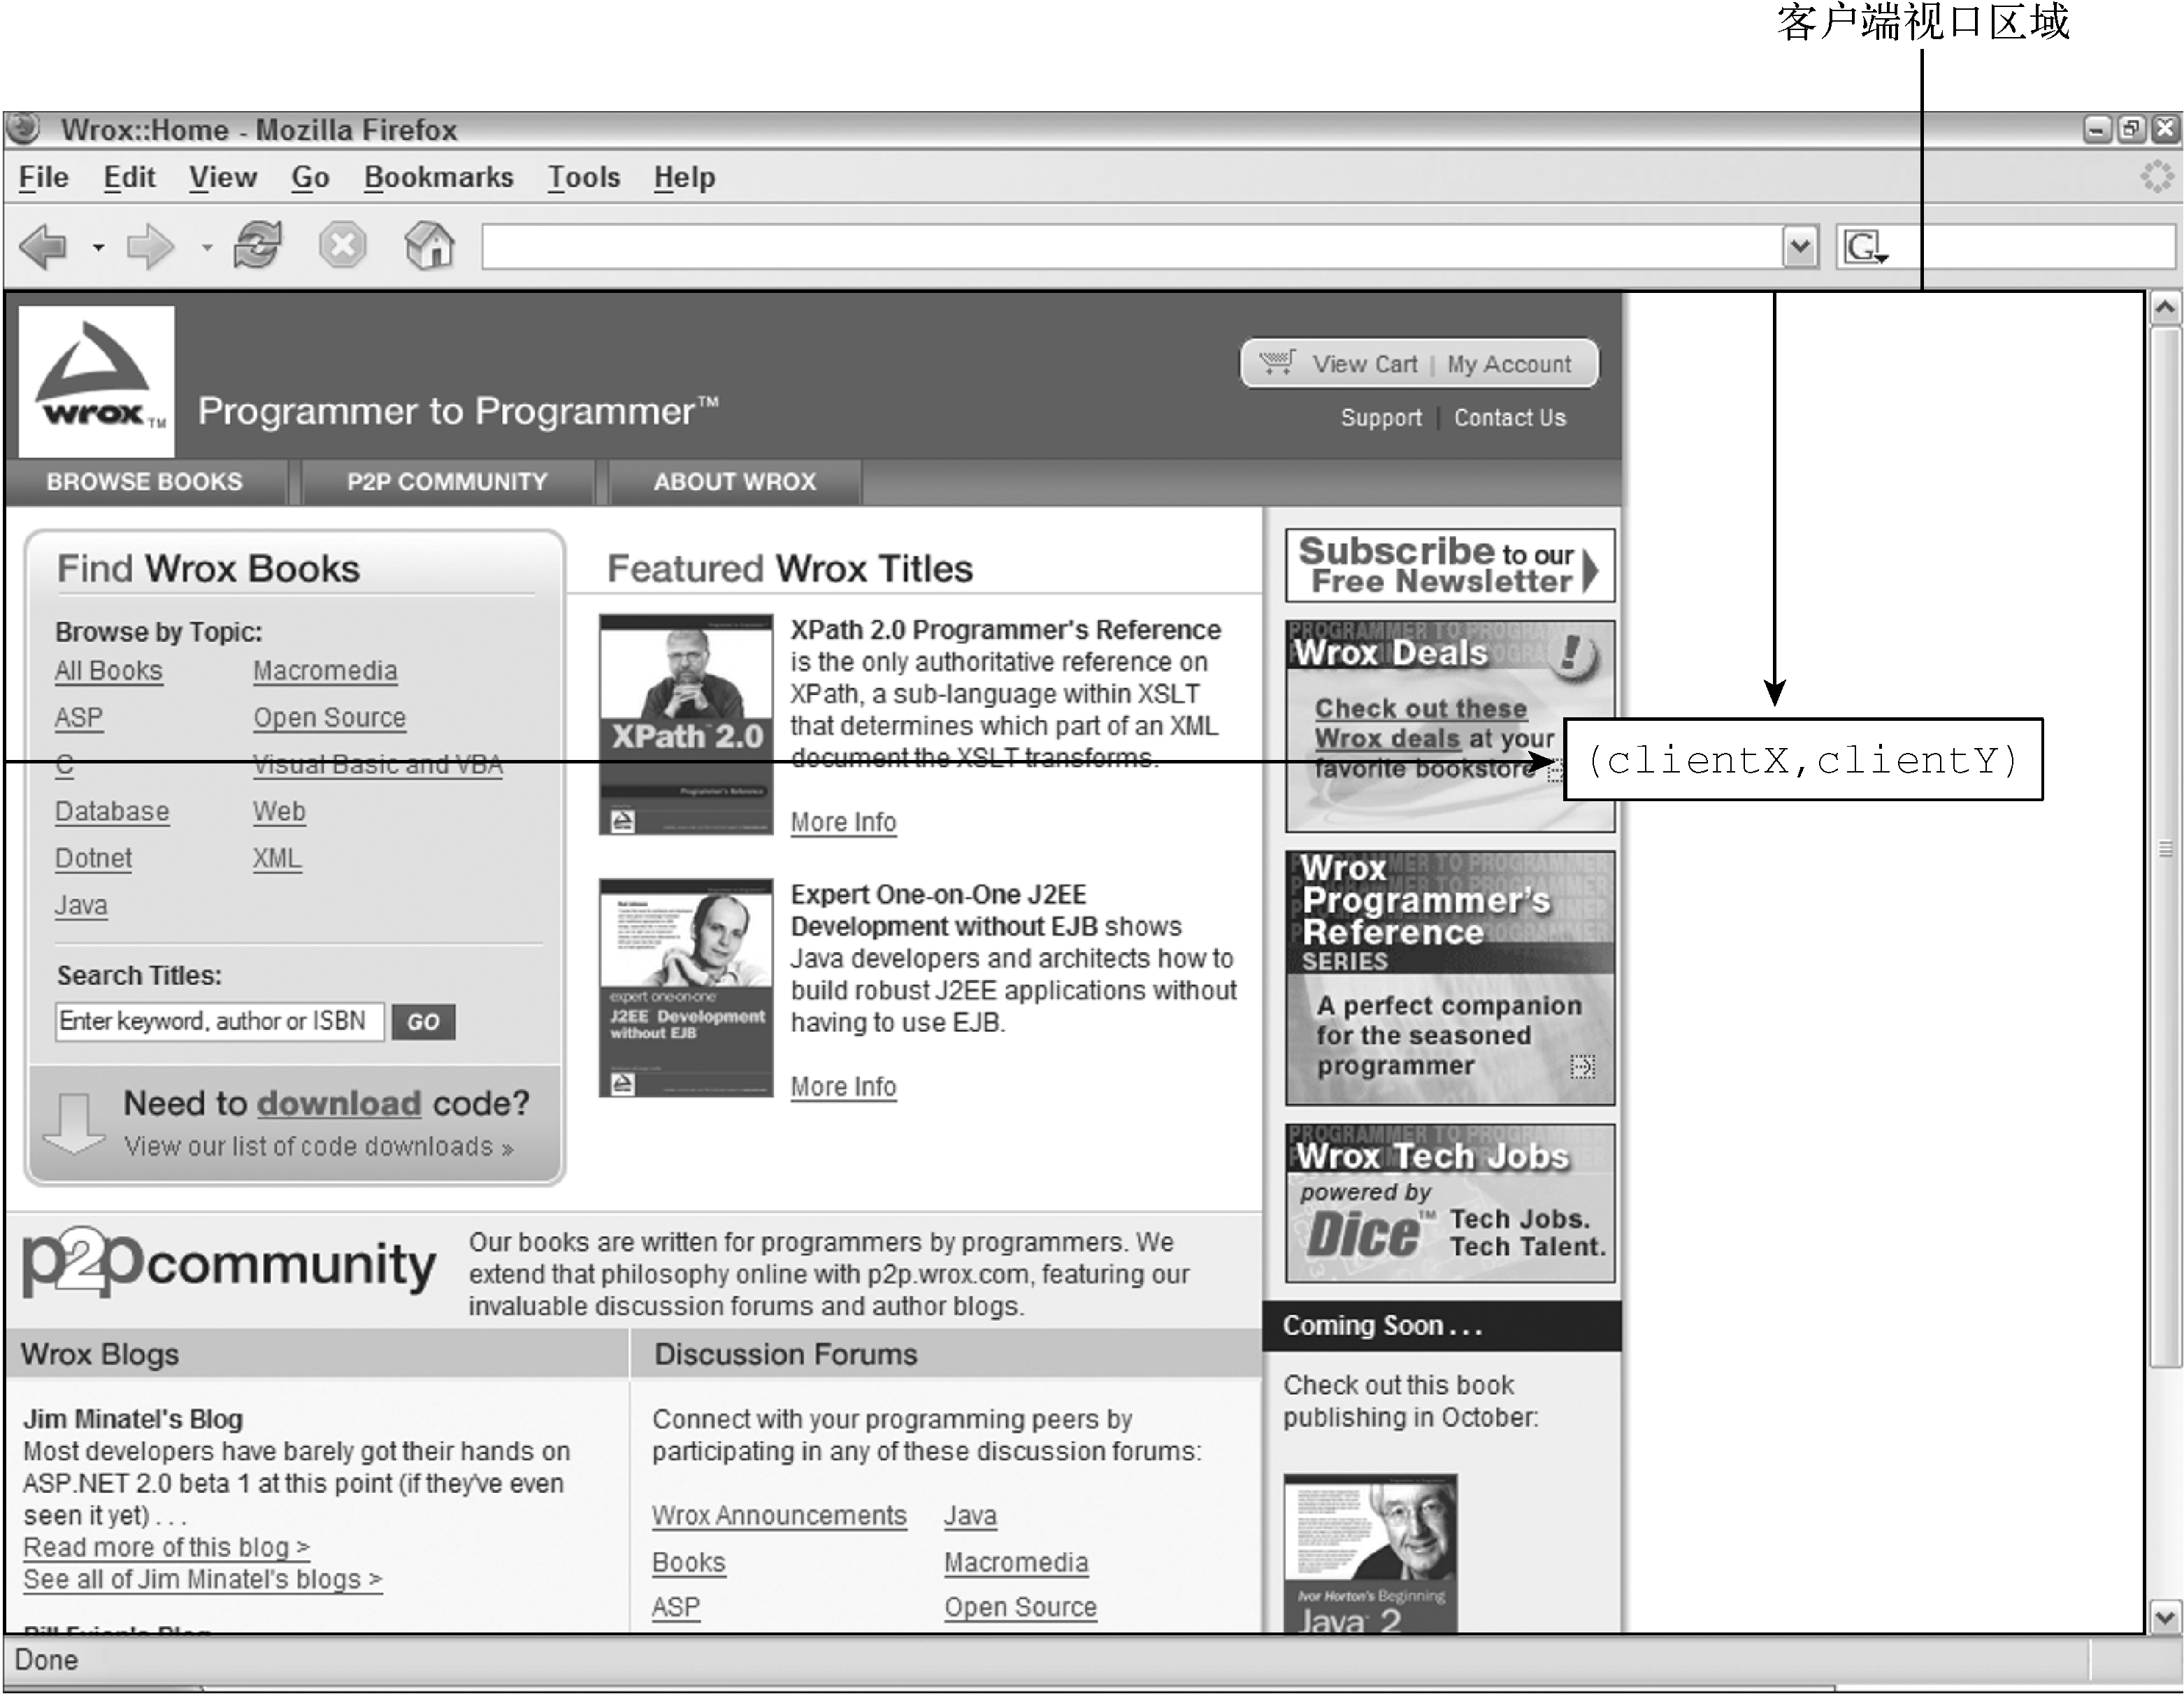 客户端视口区域
Wrox::Home - Mozilla Firefox
File Edit View Go Bookmarks Tools Help
G
wrox™
Programmer to Programmer™
View Cart | My Account
Support | Contact Us
BROWSE BOOKS P2P COMMUNITY ABOUT WROX
Find Wrox Books
Browse by Topic:
All Books Macromedia
ASP Open Source
C Visual Basic and VBA
Database Web
Dotnet XML
Java
Search Titles:
Enter keyword, author or ISBN GO
Need to download code?
View our list of code downloads »
Featured Wrox Titles
XPath 2.0
Programmer's Reference
XPath 2.0 Programmer's Reference
is the only authoritative reference on
XPath, a sub-language within XSLT
that determines which part of an XML
document the XSLT transforms.
More Info
expert one-on-one
J2EE Development
without EJB
Expert One-on-One J2EE
Development without EJB shows
Java developers and architects how to
build robust J2EE applications without
having to use EJB.
More Info
Subscribe to our
Free Newsletter
PROGRAMMER TO PROGRA
Wrox Deals
Check out these
Wrox deals at your
favorite bookstore
(clientX,clientY)
Wrox
Programmer's
Reference
SERIES
A perfect companion
for the seasoned
programmer
PROGRAMMER TO PROGRA
Wrox Tech Jobs
powered by
Dice™ Tech Jobs.
Tech Talent.
p2pcommunity
Our books are written for programmers by programmers. We
extend that philosophy online with p2p.wrox.com, featuring our
invaluable discussion forums and author blogs.
Wrox Blogs
Jim Minatel's Blog
Most developers have barely got their hands on
ASP.NET 2.0 beta 1 at this point (if they've even
seen it yet) . . .
Read more of this blog >
See all of Jim Minatel's blogs >
Discussion Forums
Connect with your programming peers by
participating in any of these discussion forums:
Wrox Announcements Java
Books Macromedia
ASP Open Source
Coming Soon . . .
Check out this book
publishing in October:
Ivor Horton's Beginning
Java 2
Done